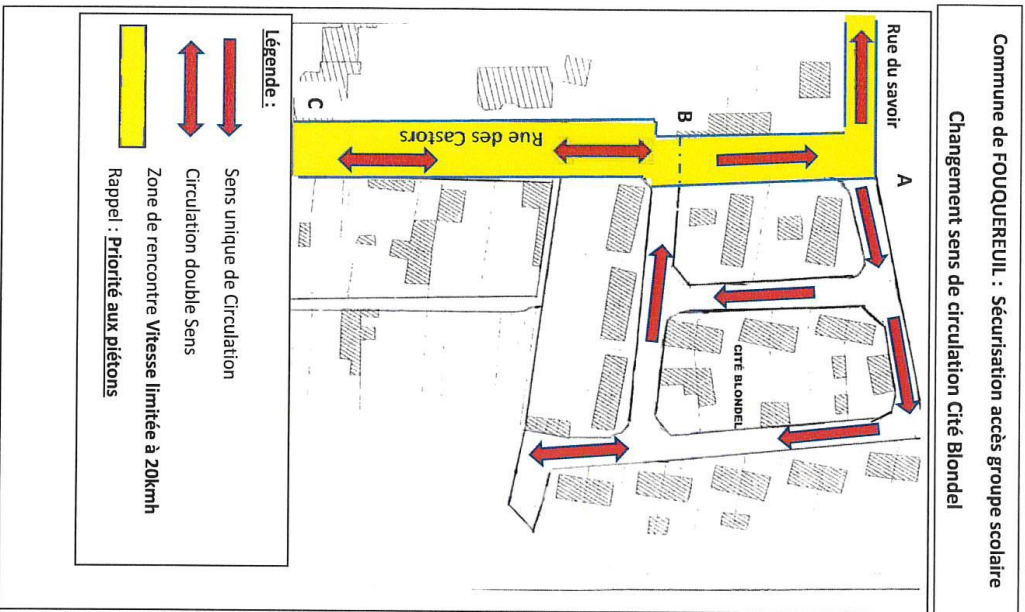 Commune de FOUQUEREUIL : Sécurisation accès groupe scolaire
Changement sens de circulation Cité Blondel
Rue du savoir
A
B
CITÉ BLONDEL
Rue des Castors
C
Légende :
Sens unique de Circulation
Circulation double Sens
Zone de rencontre Vitesse limitée à 20kmh
Rappel : Priorité aux piétons